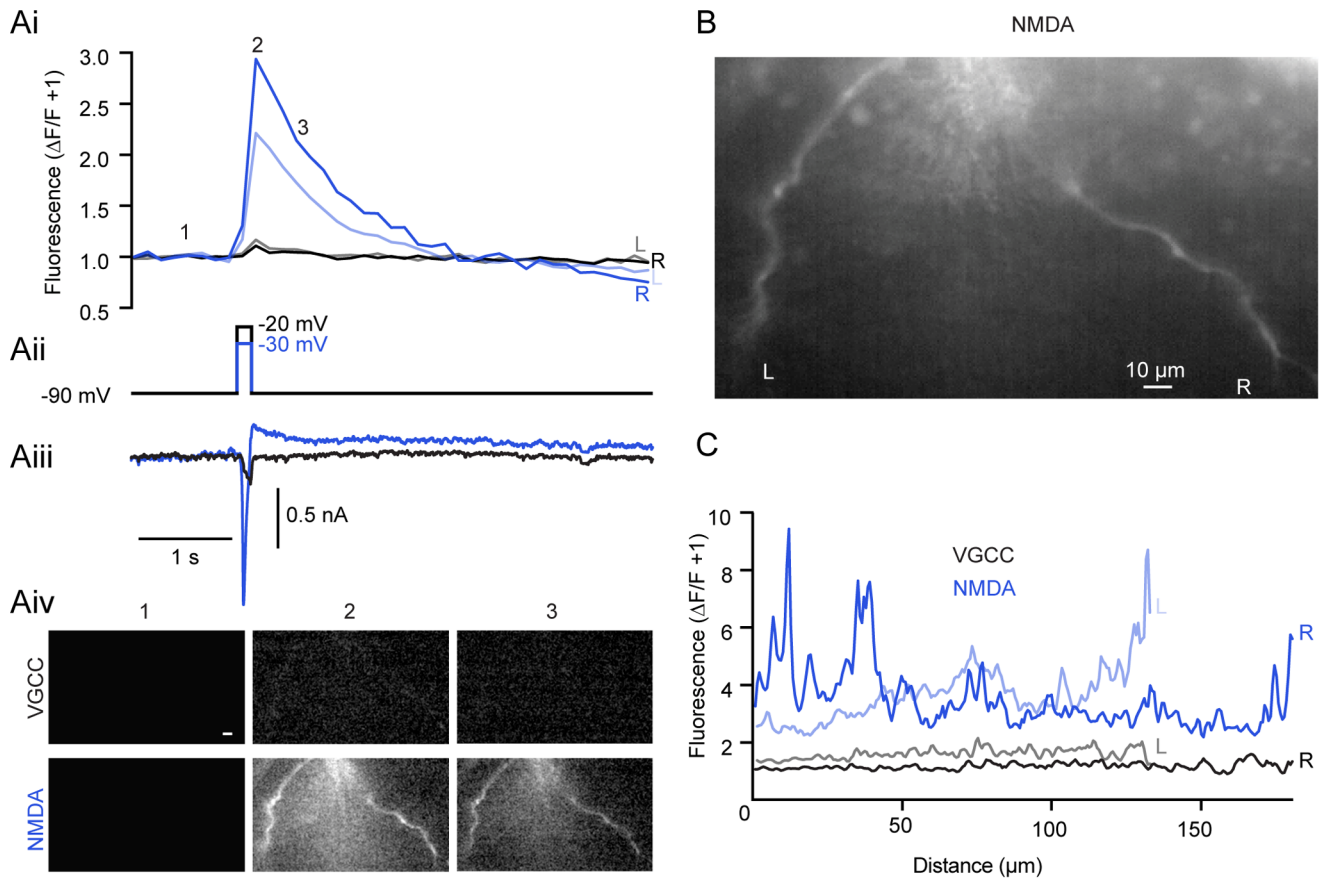 Ai
Fluorescence (ΔF/F +1)
3.0
2.5
2.0
1.5
1.0
0.5
1
2
3
L
R
L
R
Aii
-20 mV
-30 mV
-90 mV
Aiii
0.5 nA
1 s
Aiv
1 2 3
VGCC
NMDA
B
NMDA
L
R
10 µm
C
Fluorescence (ΔF/F +1)
10
8
6
4
2
0
50 100 150
Distance (µm)
VGCC
NMDA
L
R
L
R